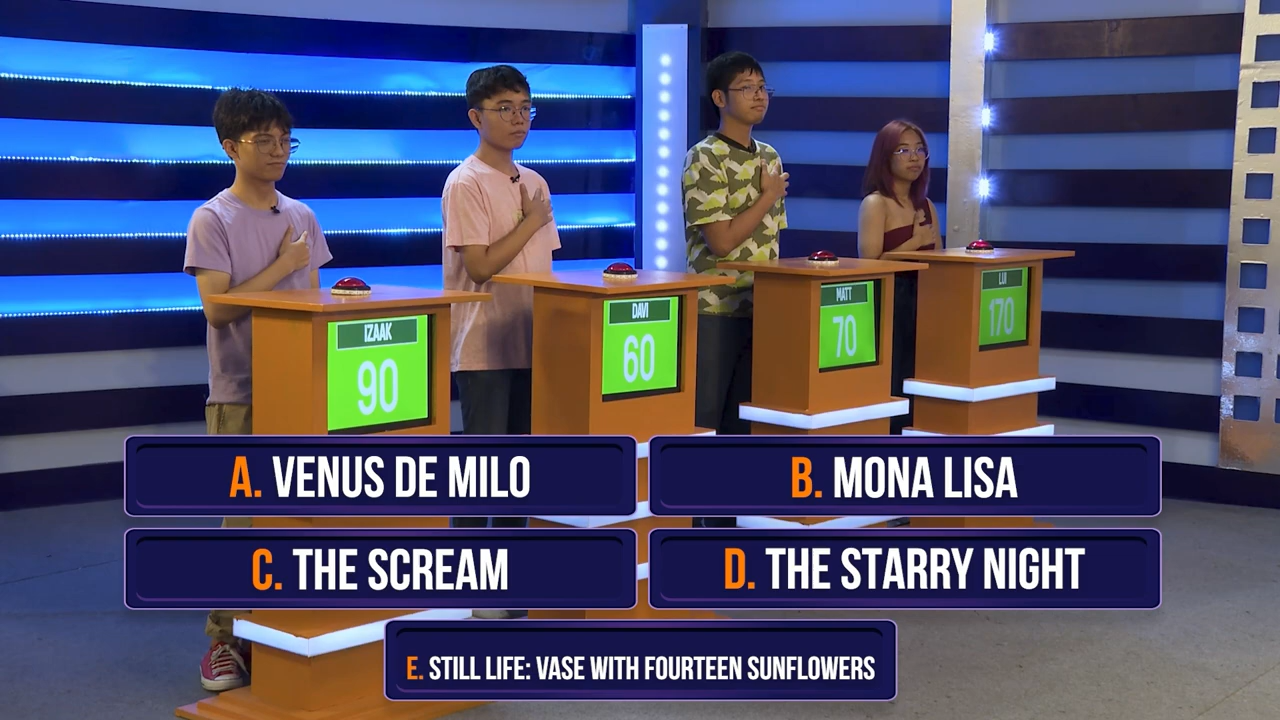 IZAAK
90
DAVI
60
MATT
70
LUI
170
A. VENUS DE MILO
B. MONA LISA
C. THE SCREAM
D. THE STARRY NIGHT
E. STILL LIFE: VASE WITH FOURTEEN SUNFLOWERS